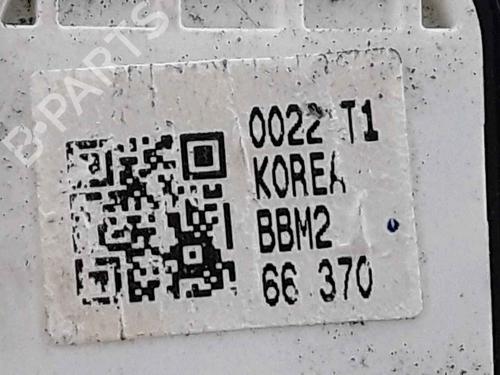 B-PARTS
0022 T1
KOREA
BBM2
66 370